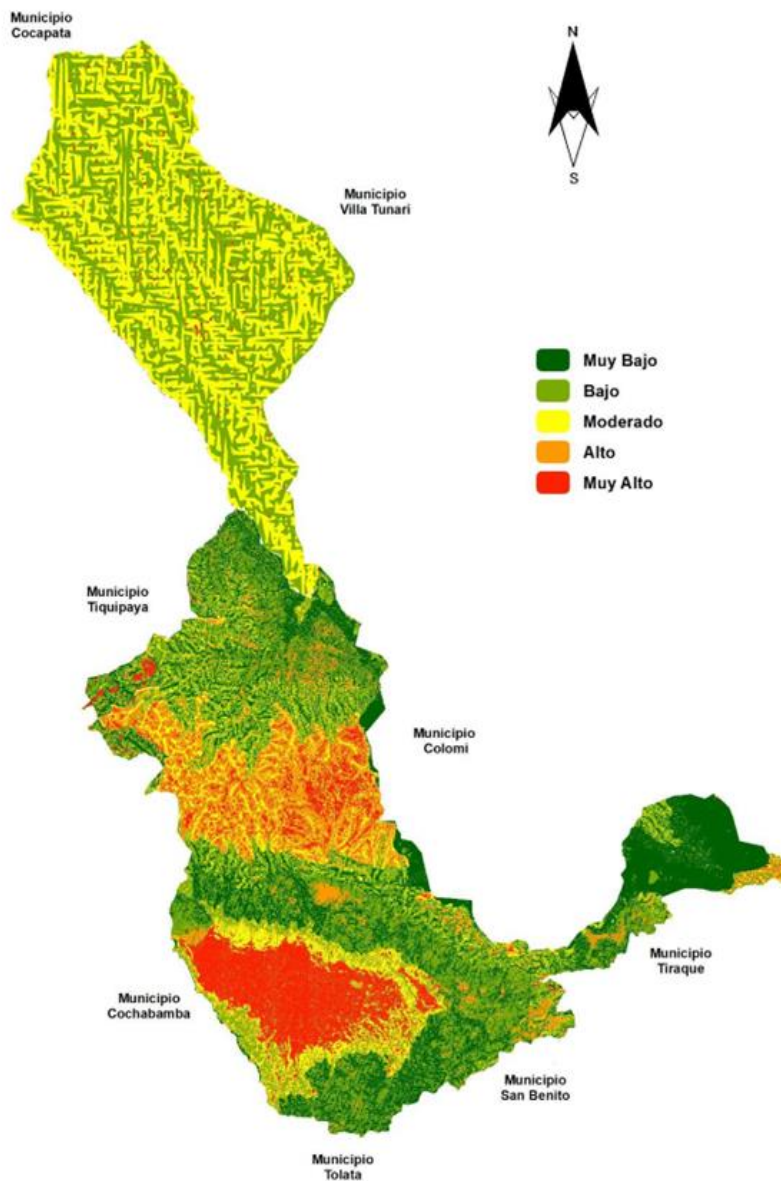 Municipio
Cocapata
N
S
Municipio
Villa Tunari
Muy Bajo
Bajo
Moderado
Alto
Muy Alto
Municipio
Tiquipaya
Municipio
Colomi
Municipio
Tiraque
Municipio
Cochabamba
Municipio
San Benito
Municipio
Tolata